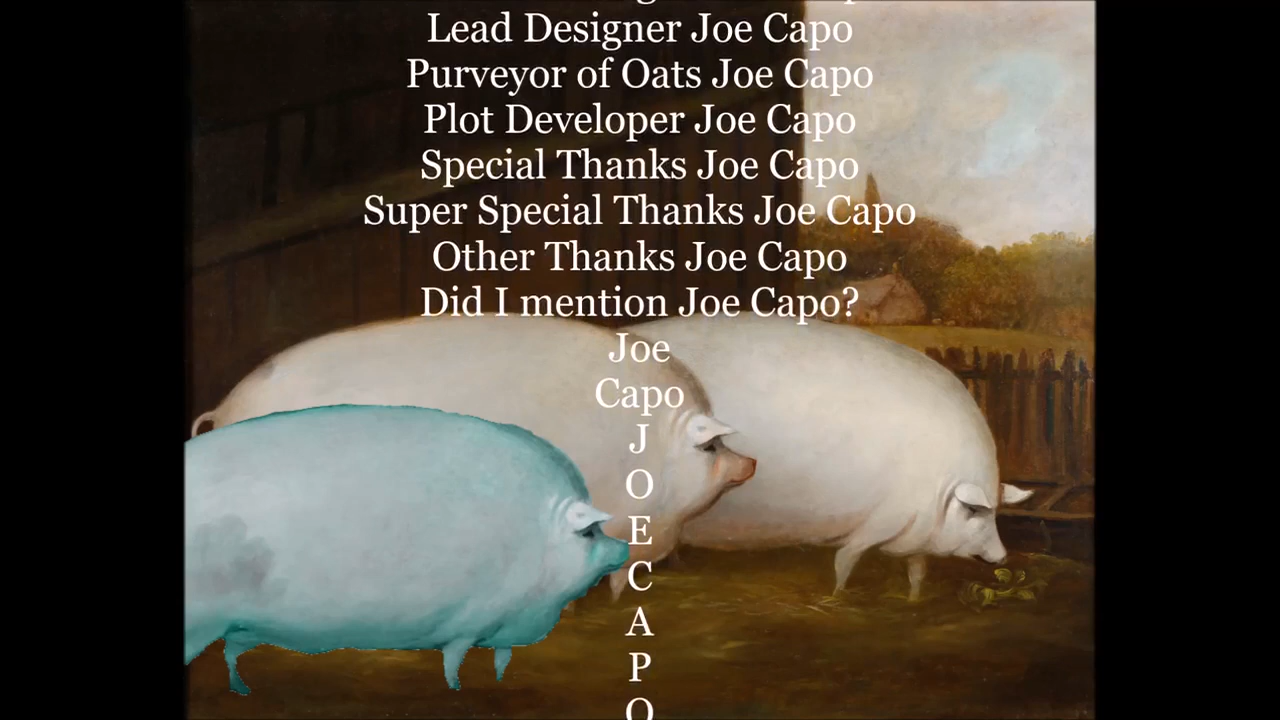 Lead Designer Joe Capo
Purveyor of Oats Joe Capo
Plot Developer Joe Capo
Special Thanks Joe Capo
Super Special Thanks Joe Capo
Other Thanks Joe Capo
Did I mention Joe Capo?
Joe
Capo
J
O
E
C
A
P
O